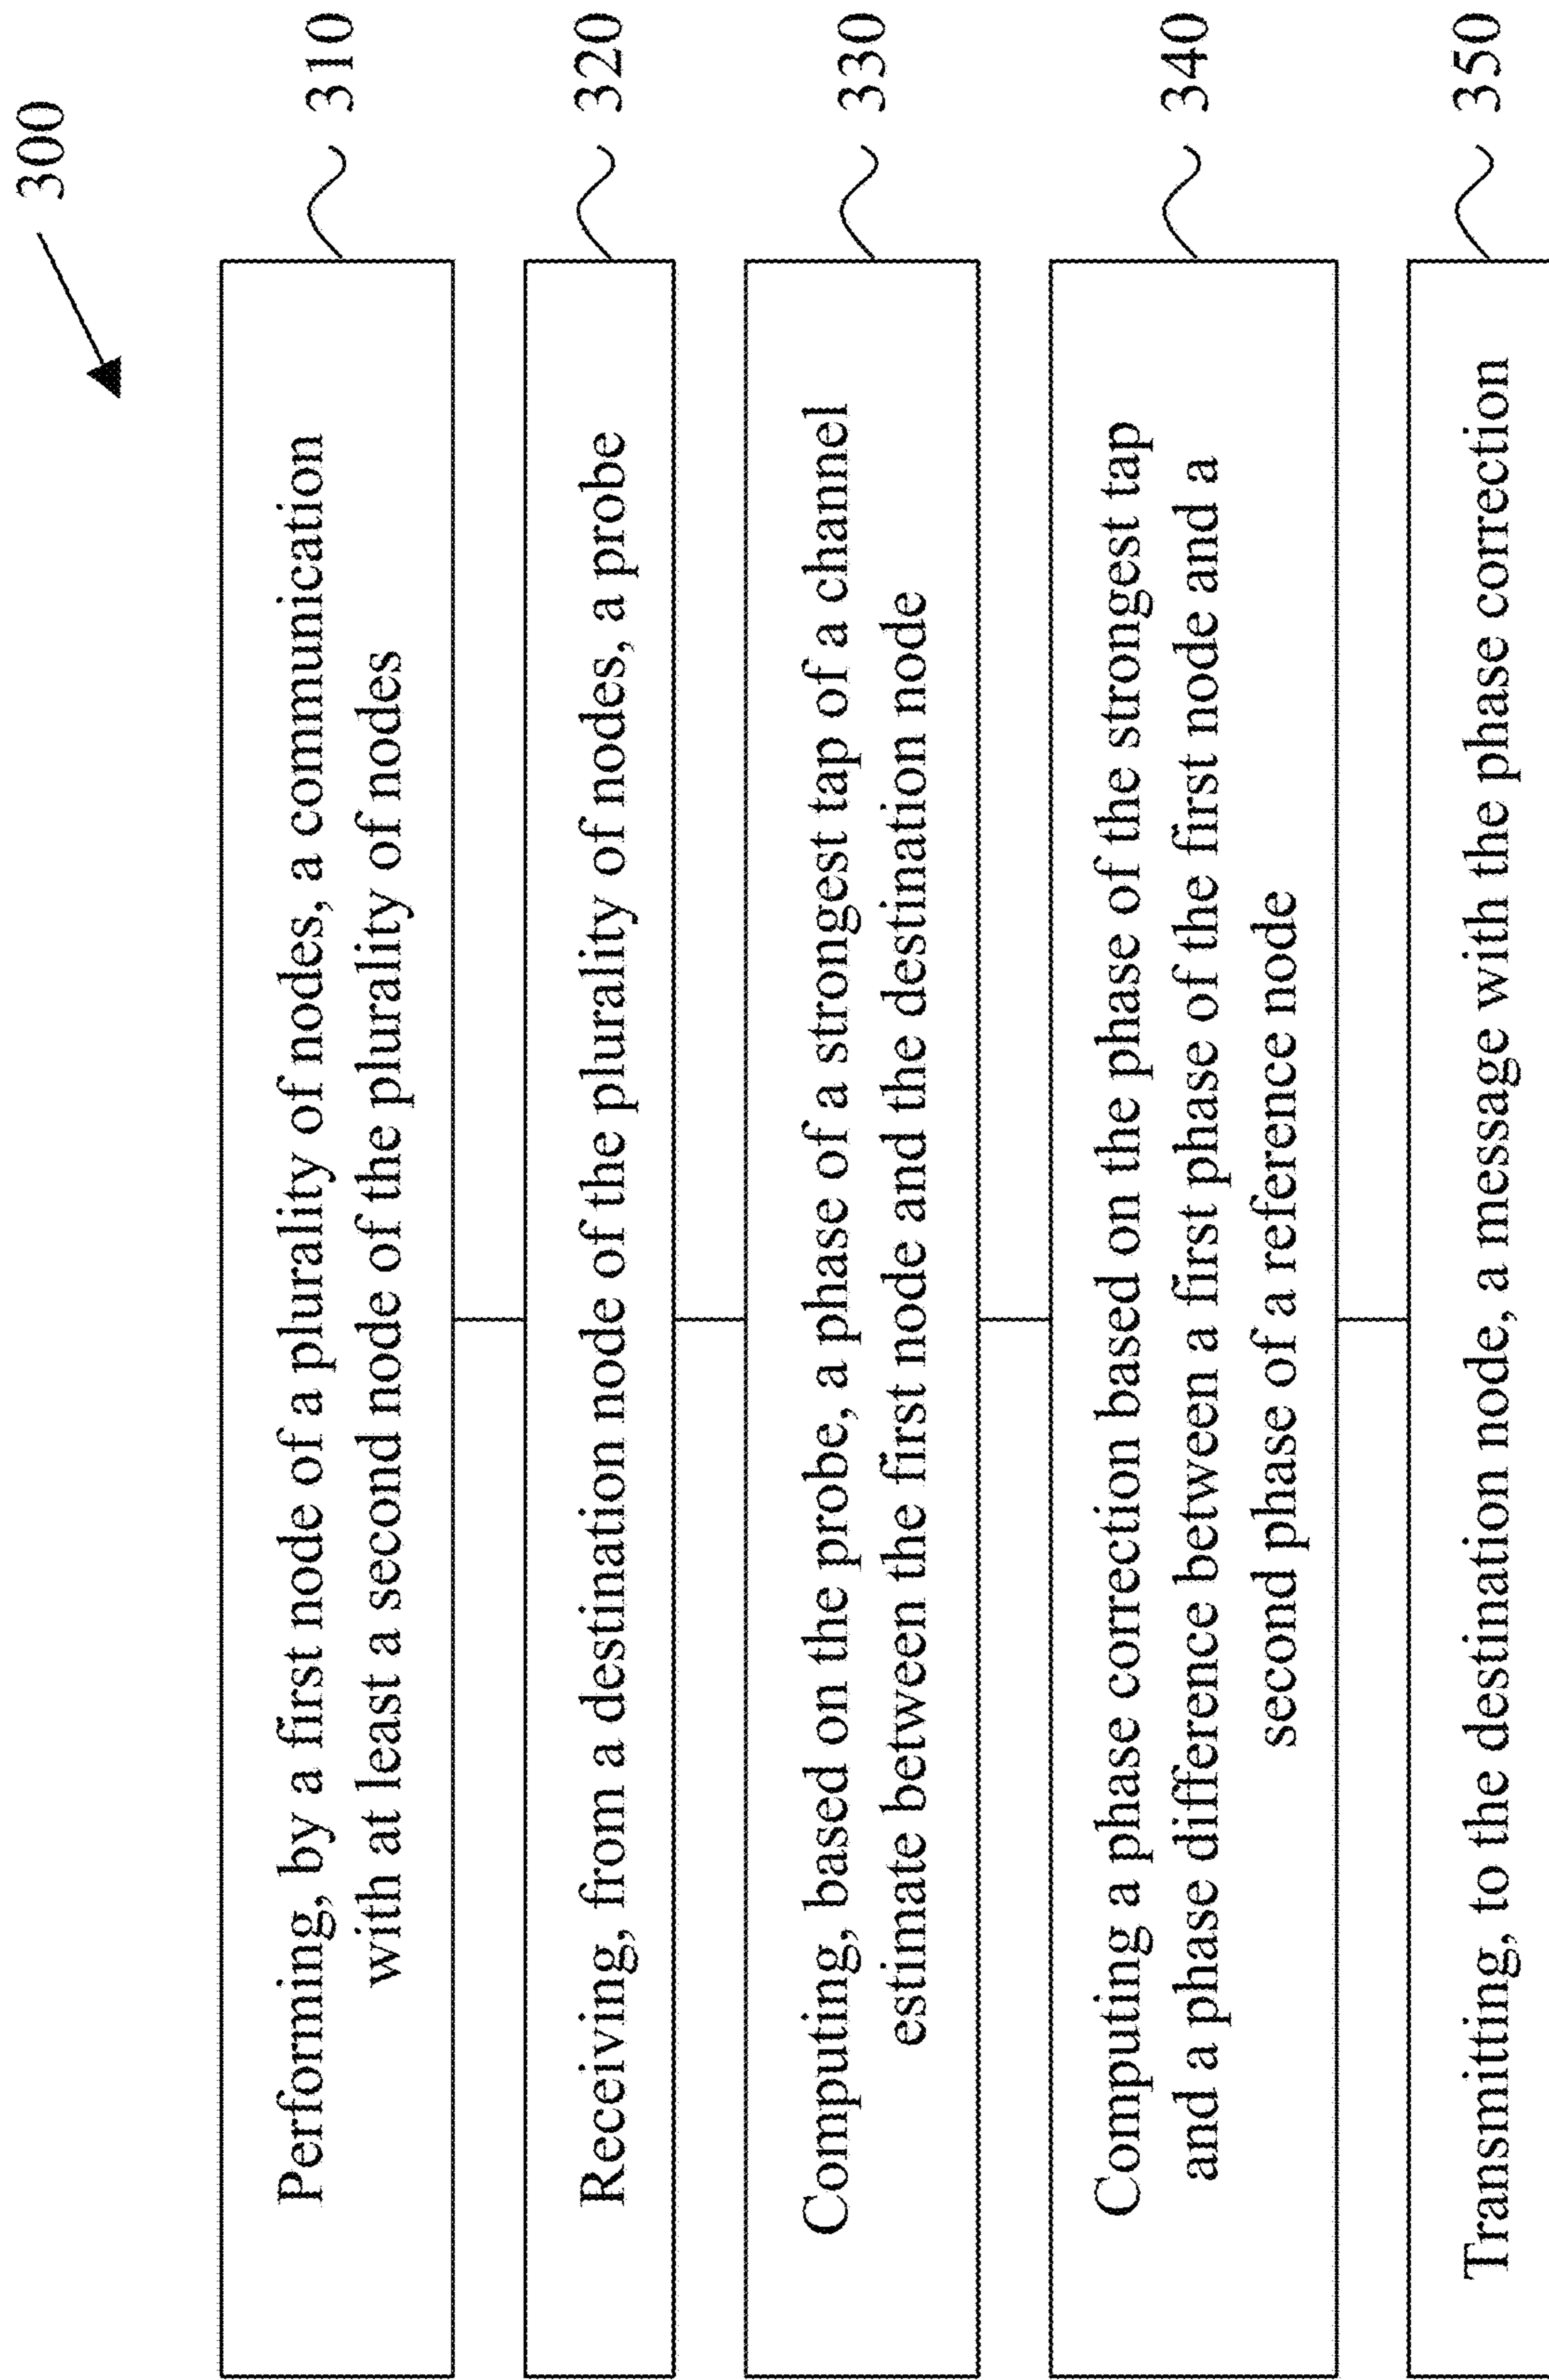 300
Performing, by a first node of a plurality of nodes, a communication
with at least a second node of the plurality of nodes
310
Receiving, from a destination node of the plurality of nodes, a probe
320
Computing, based on the probe, a phase of a strongest tap of a channel
estimate between the first node and the destination node
330
Computing a phase correction based on the phase of the strongest tap
and a phase difference between a first phase of the first node and a
second phase of a reference node
340
Transmitting, to the destination node, a message with the phase correction
350